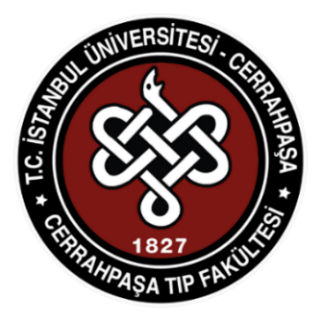 T.C. İSTANBUL ÜNİVERSİTESİ - CERRAHPAŞA
1827
CERRAHPAŞA TIP FAKÜLTESİ